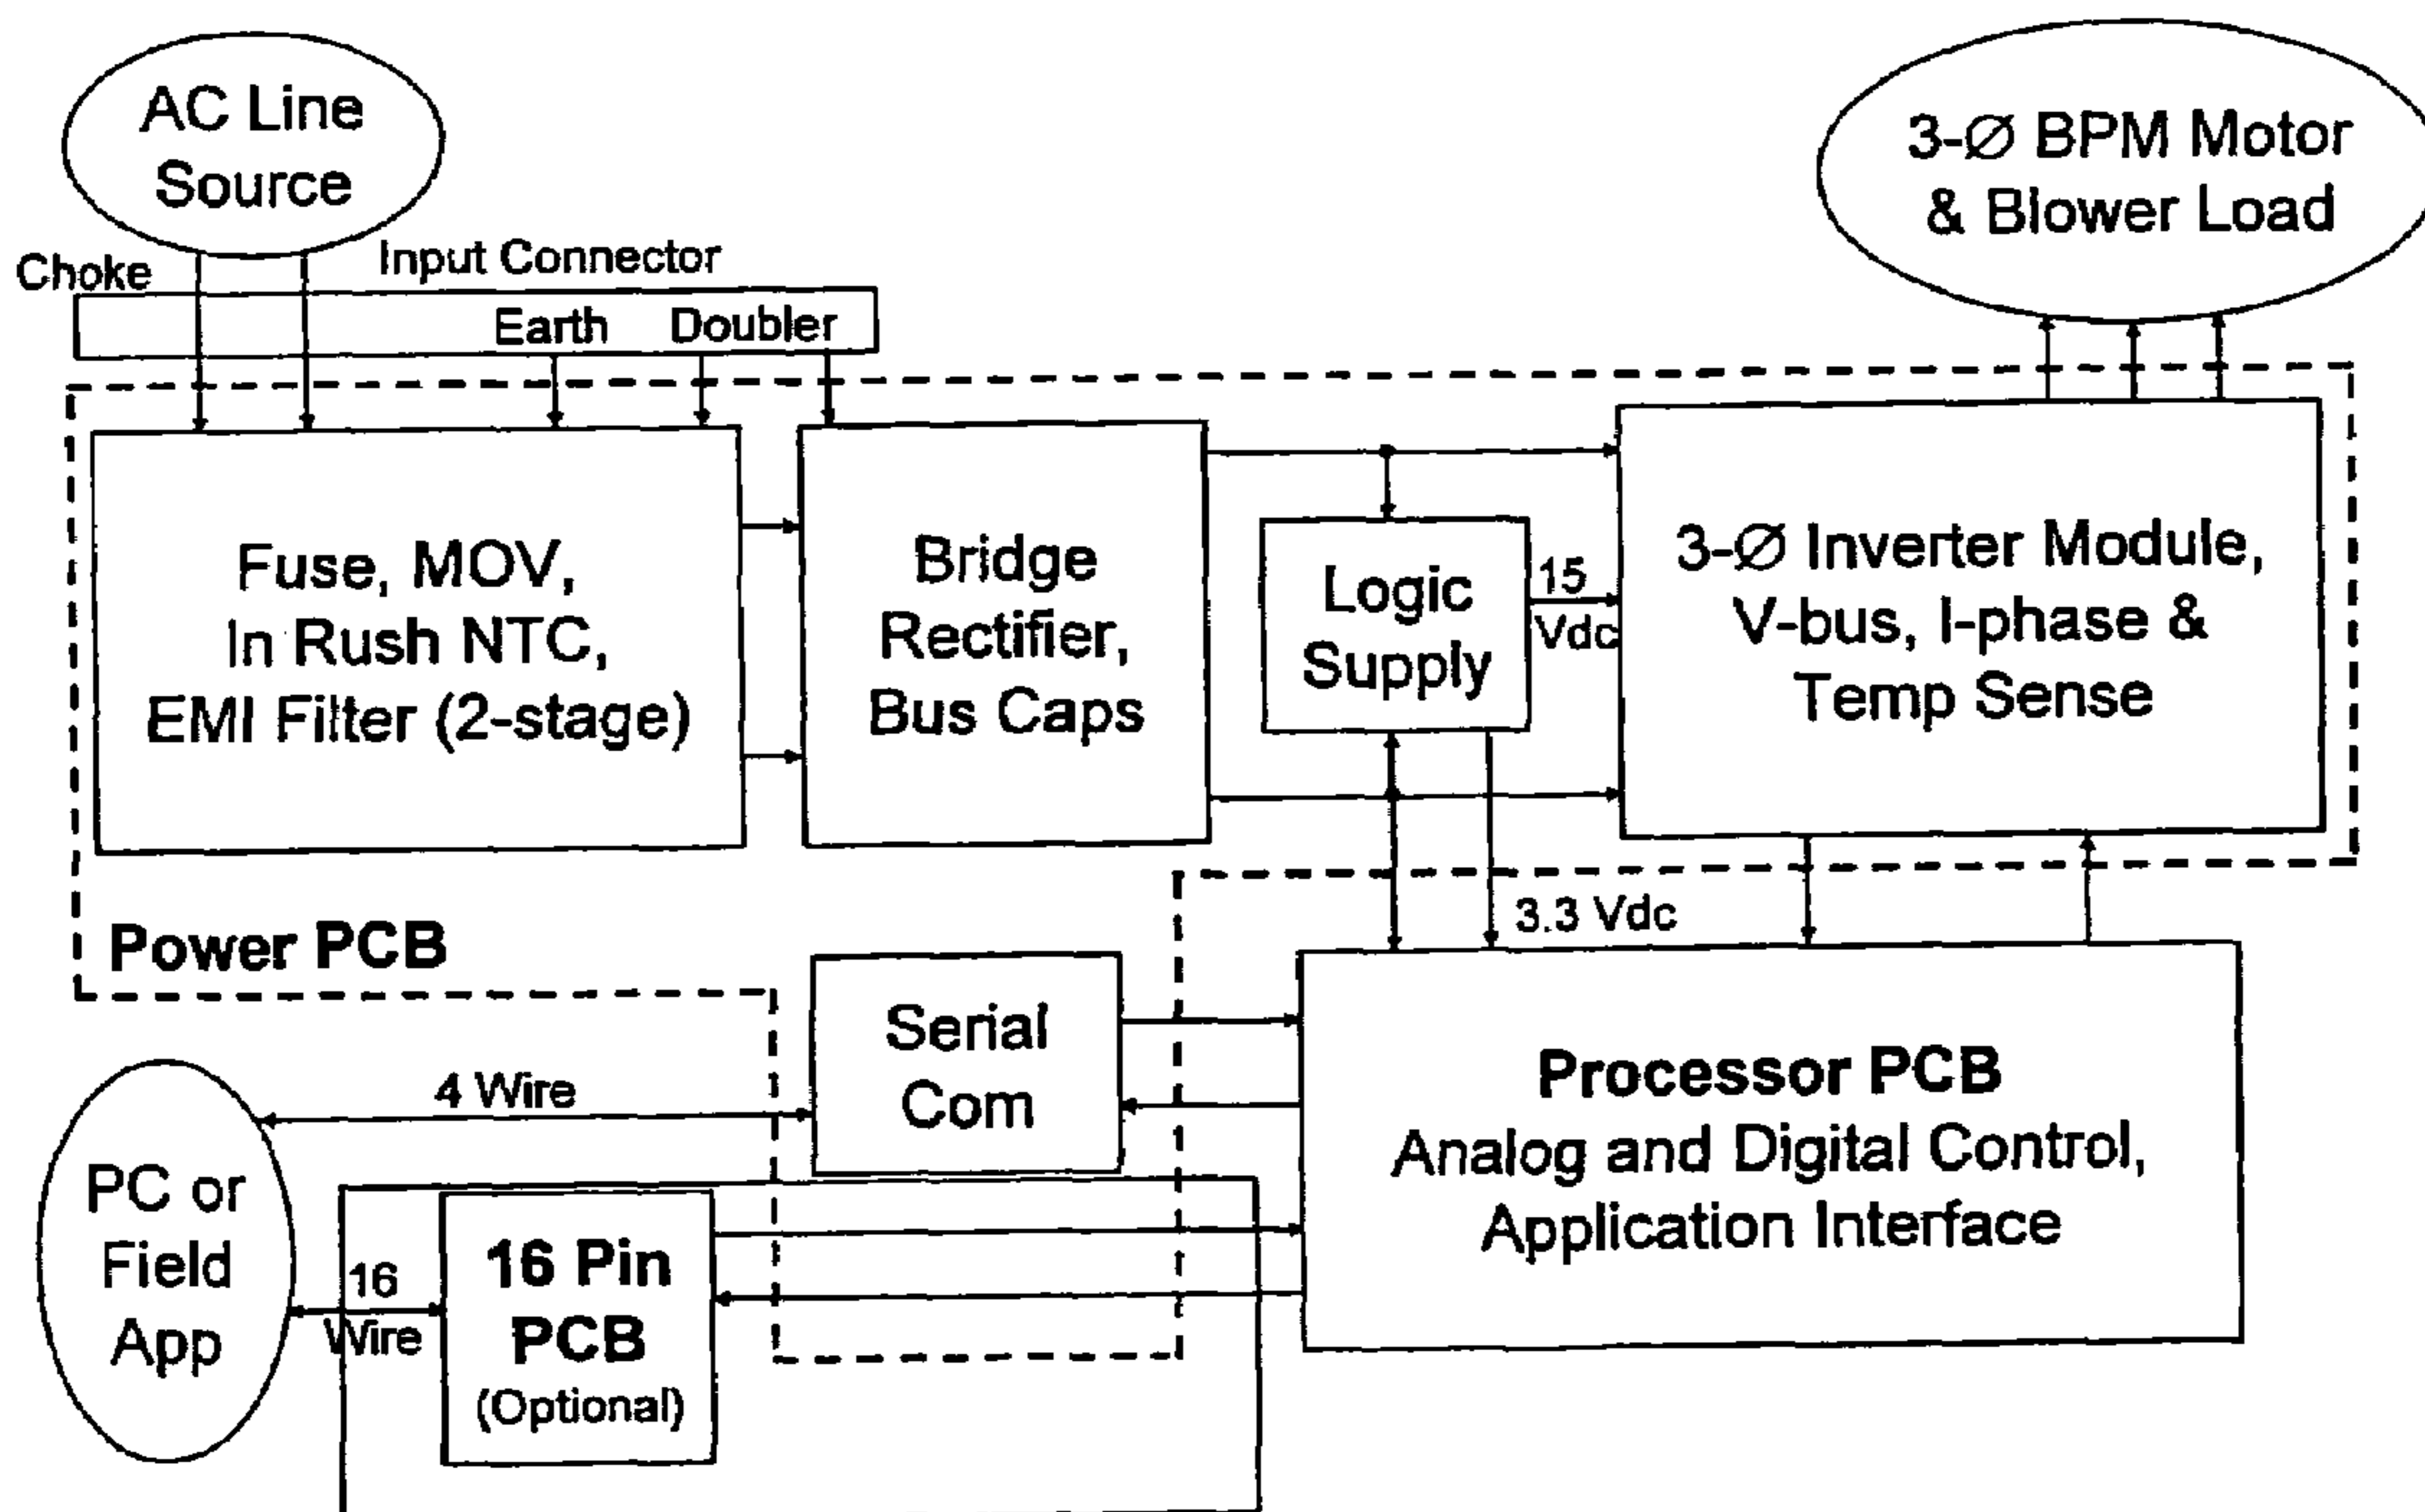 AC Line
Source
3-Ø BPM Motor
& Blower Load
Choke
Input Connector
Earth
Doubler
Fuse, MOV,
In Rush NTC,
EMI Filter (2-stage)
Bridge
Rectifier,
Bus Caps
Logic
Supply
15
Vdc
3-Ø Inverter Module,
V-bus, I-phase &
Temp Sense
Power PCB
3.3 Vdc
Serial
Com
4 Wire
Processor PCB
Analog and Digital Control,
Application Interface
PC or
Field
App
16
Wire
16 Pin
PCB
(Optional)